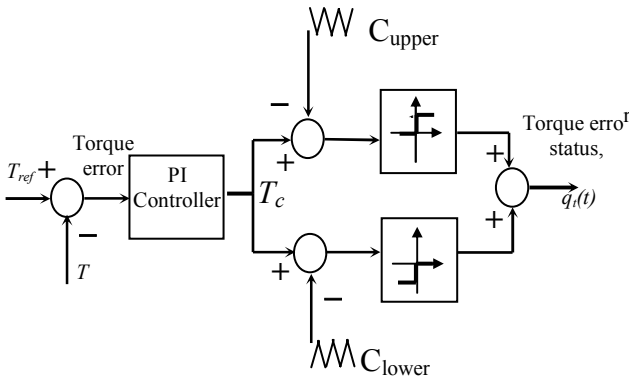 C_upper
−
Torque error
Torque
error
status,
T_ref
+
PI
Controller
+
T_c
+
+
q_t(t)
−
T
+
−
C_lower